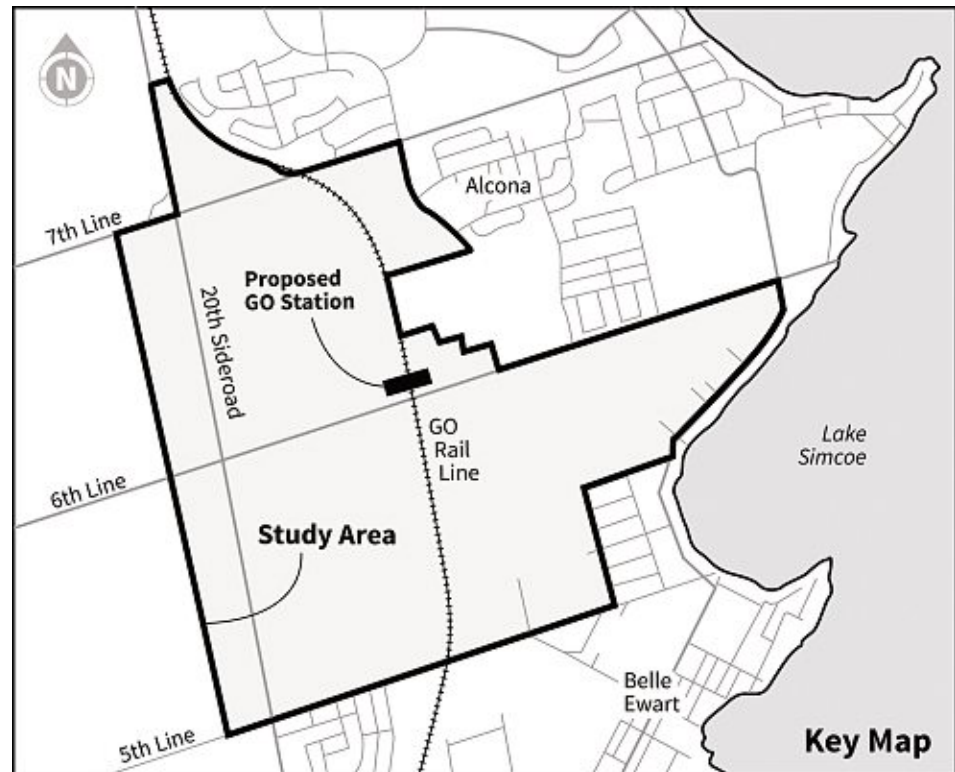 N
Alcona
7th Line
Proposed
GO Station
20th Sideroad
GO
Rail
Line
Lake
Simcoe
6th Line
Study Area
Belle
Ewart
5th Line
Key Map